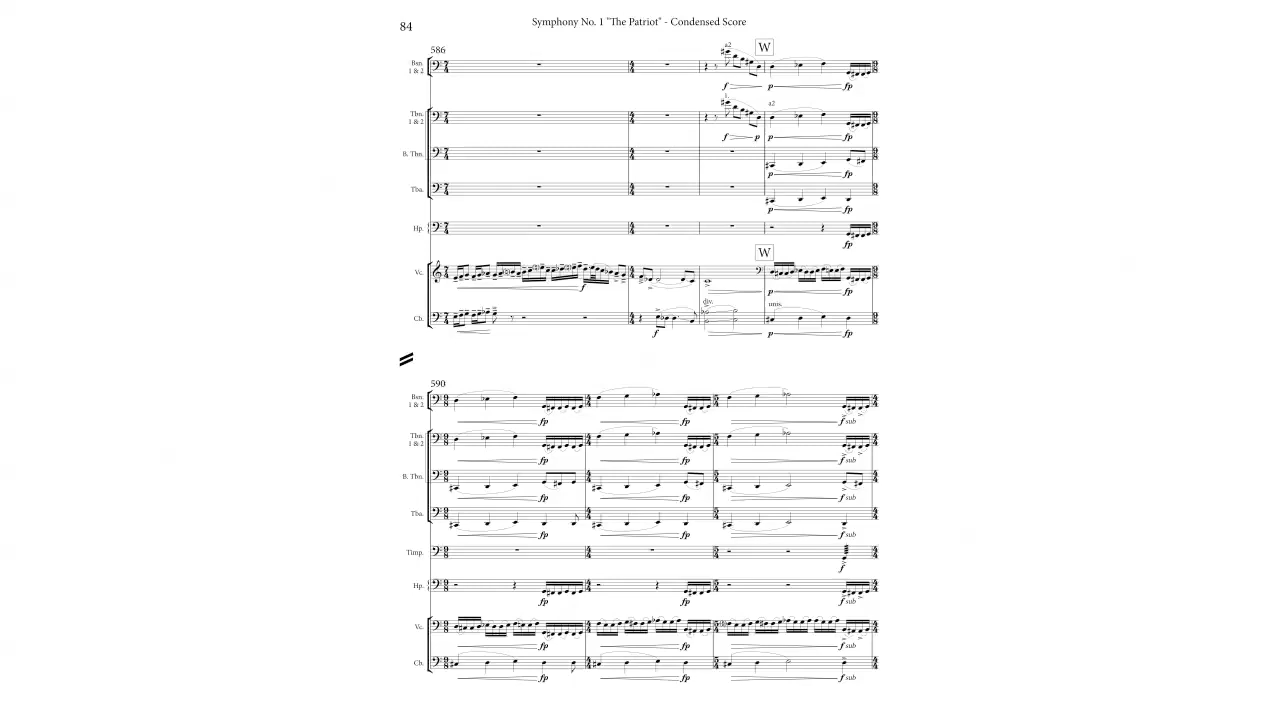 84
Symphony No. 1 "The Patriot" - Condensed Score
586
W
a2
Bsn.
1 & 2
f
p
fp
1.
a2
Tbn.
1 & 2
f
p
p
fp
B. Tbn.
p
fp
Tba.
p
fp
Hp.
fp
W
Vc.
f
p
fp
div.
unis.
Cb.
f
p
fp
590
Bsn.
1 & 2
fp
fp
f sub
Tbn.
1 & 2
fp
fp
f sub
B. Tbn.
fp
fp
f sub
Tba.
fp
fp
f sub
Timp.
f
Hp.
fp
fp
f sub
Vc.
fp
fp
f sub
Cb.
fp
fp
f sub